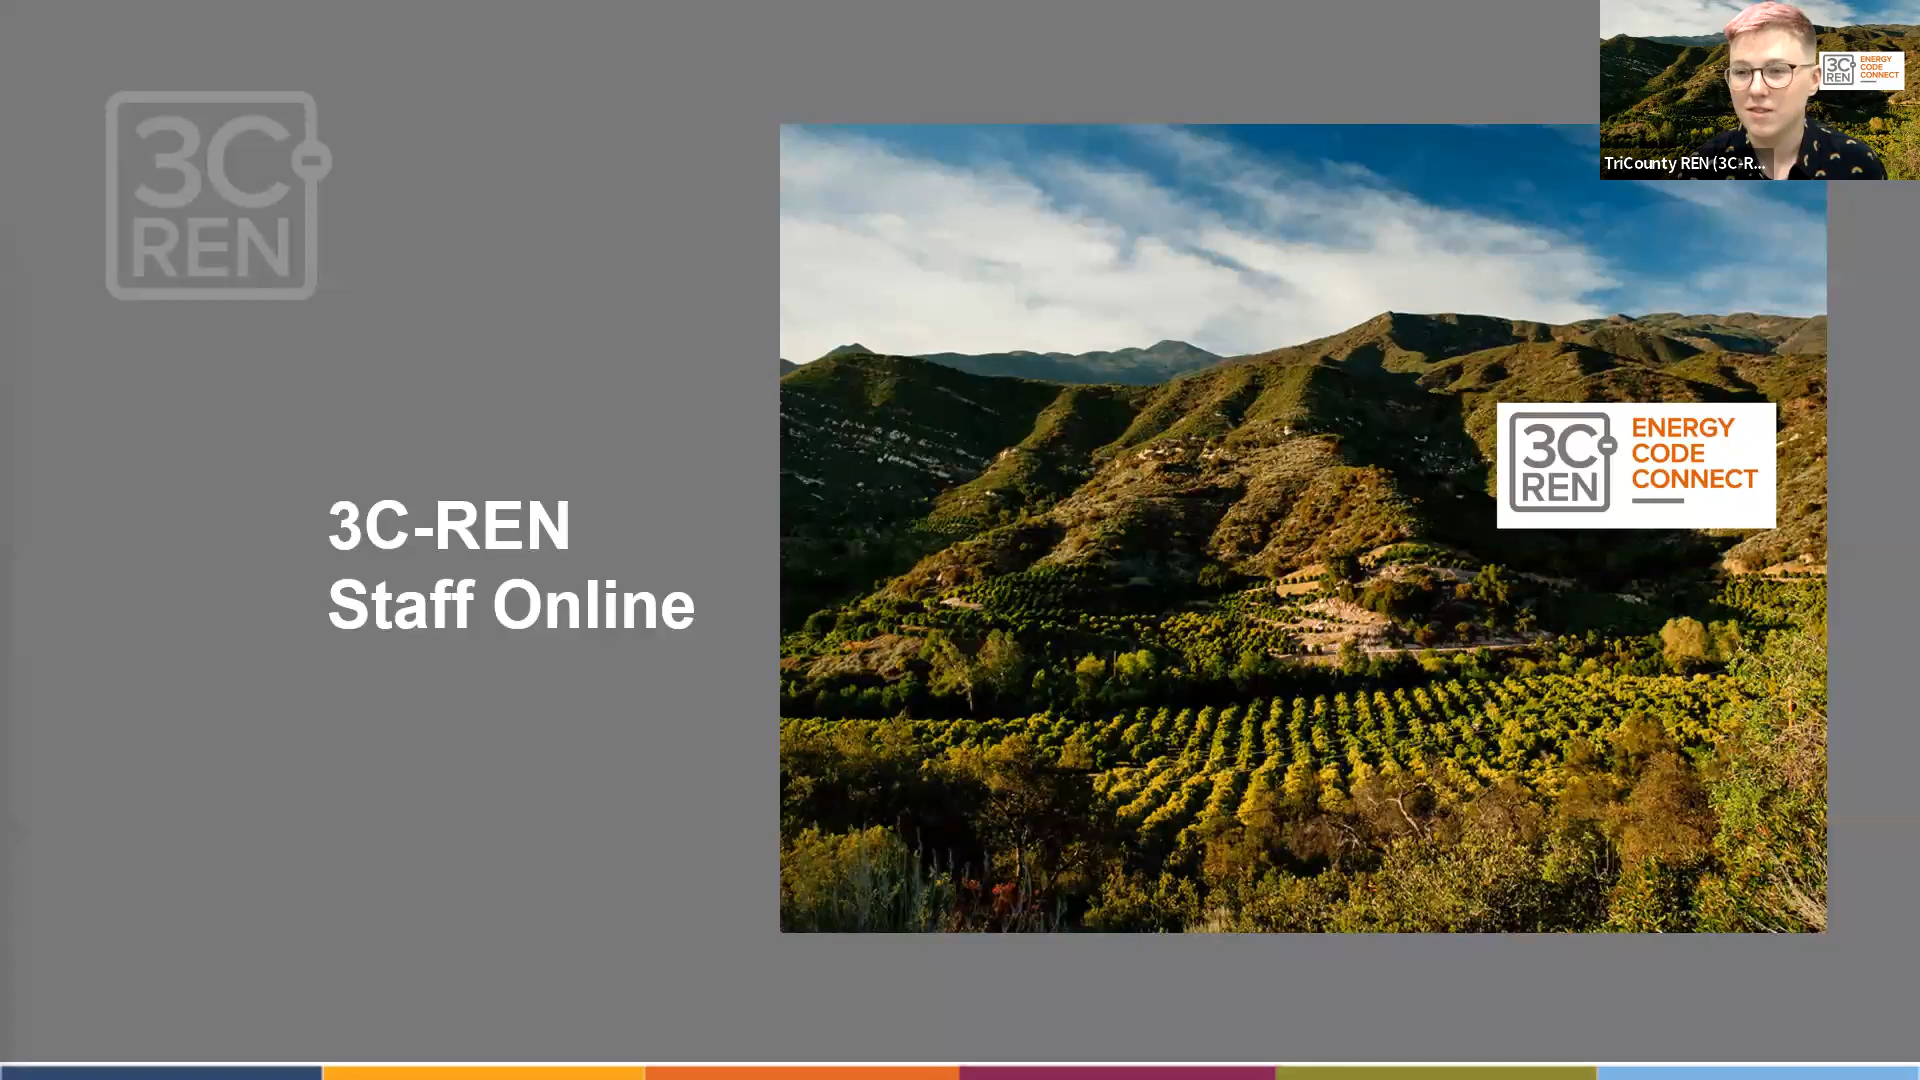 3C
REN
3C-REN
Staff Online
3C
REN
ENERGY
CODE
CONNECT
3C
REN
ENERGY
CODE
CONNECT
TriCounty REN (3C-R...